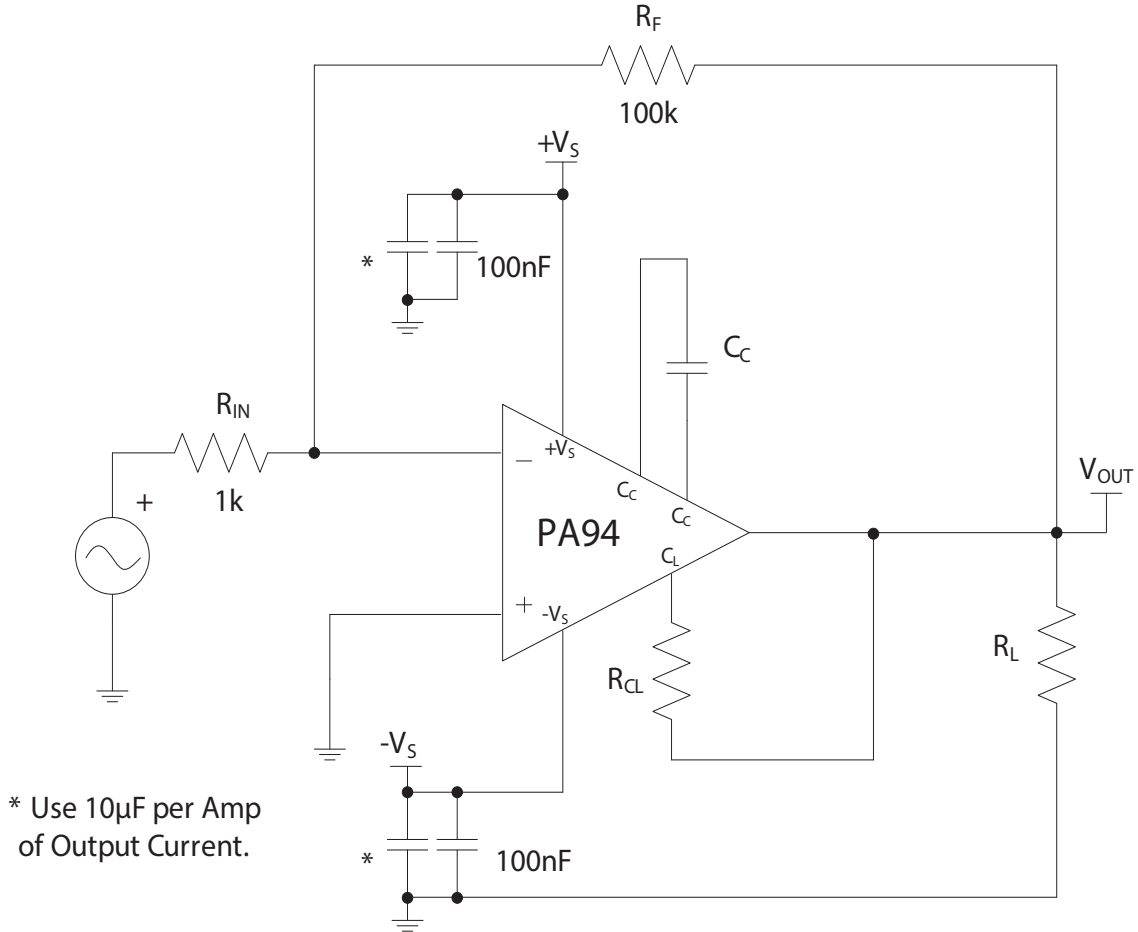 R_F
100k
+V_S
*
100nF
C_C
R_IN
1k
+
−
+V_S
C_C
C_C
PA94
C_L
+
-V_S
V_OUT
R_CL
R_L
-V_S
*
100nF
* Use 10µF per Amp
of Output Current.